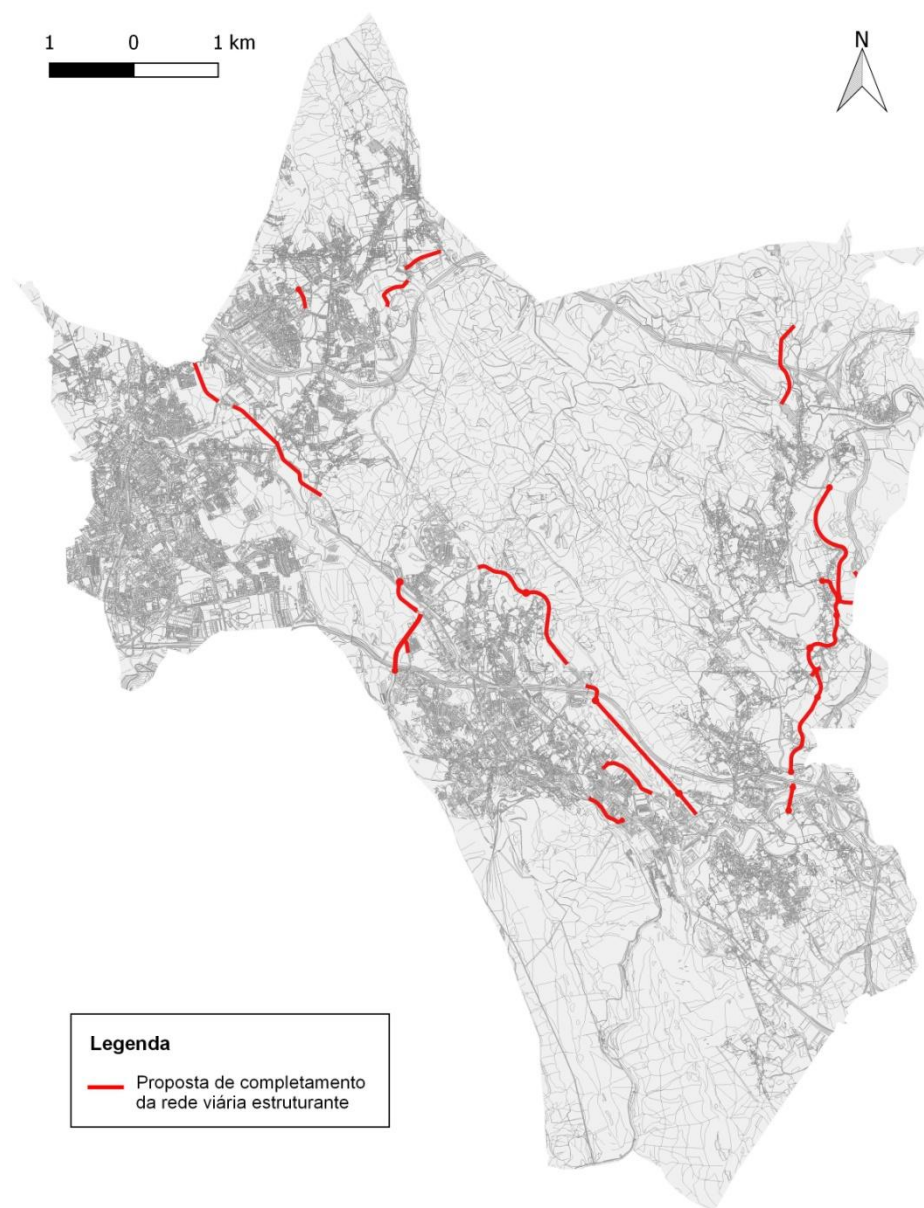 1 0 1 km
N
Legenda
Proposta de completamento
da rede viária estruturante